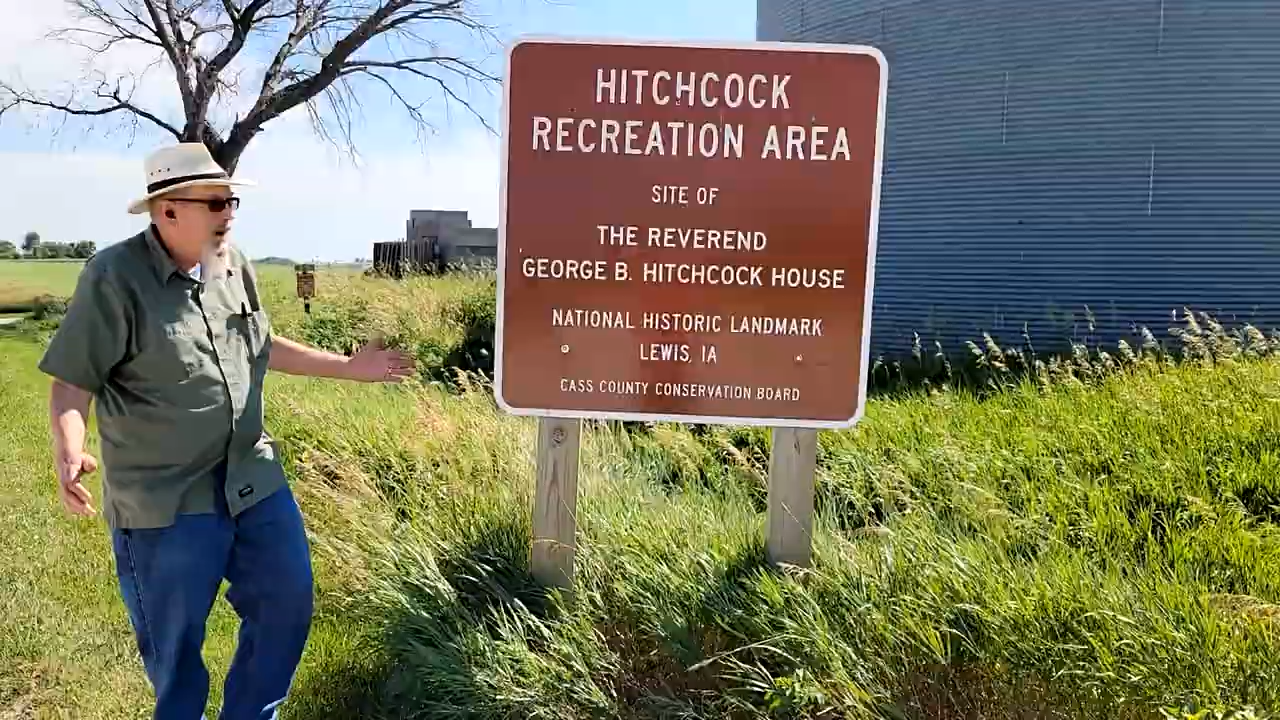 HITCHCOCK
RECREATION AREA
SITE OF
THE REVEREND
GEORGE B. HITCHCOCK HOUSE
NATIONAL HISTORIC LANDMARK
LEWIS, IA
CASS COUNTY CONSERVATION BOARD